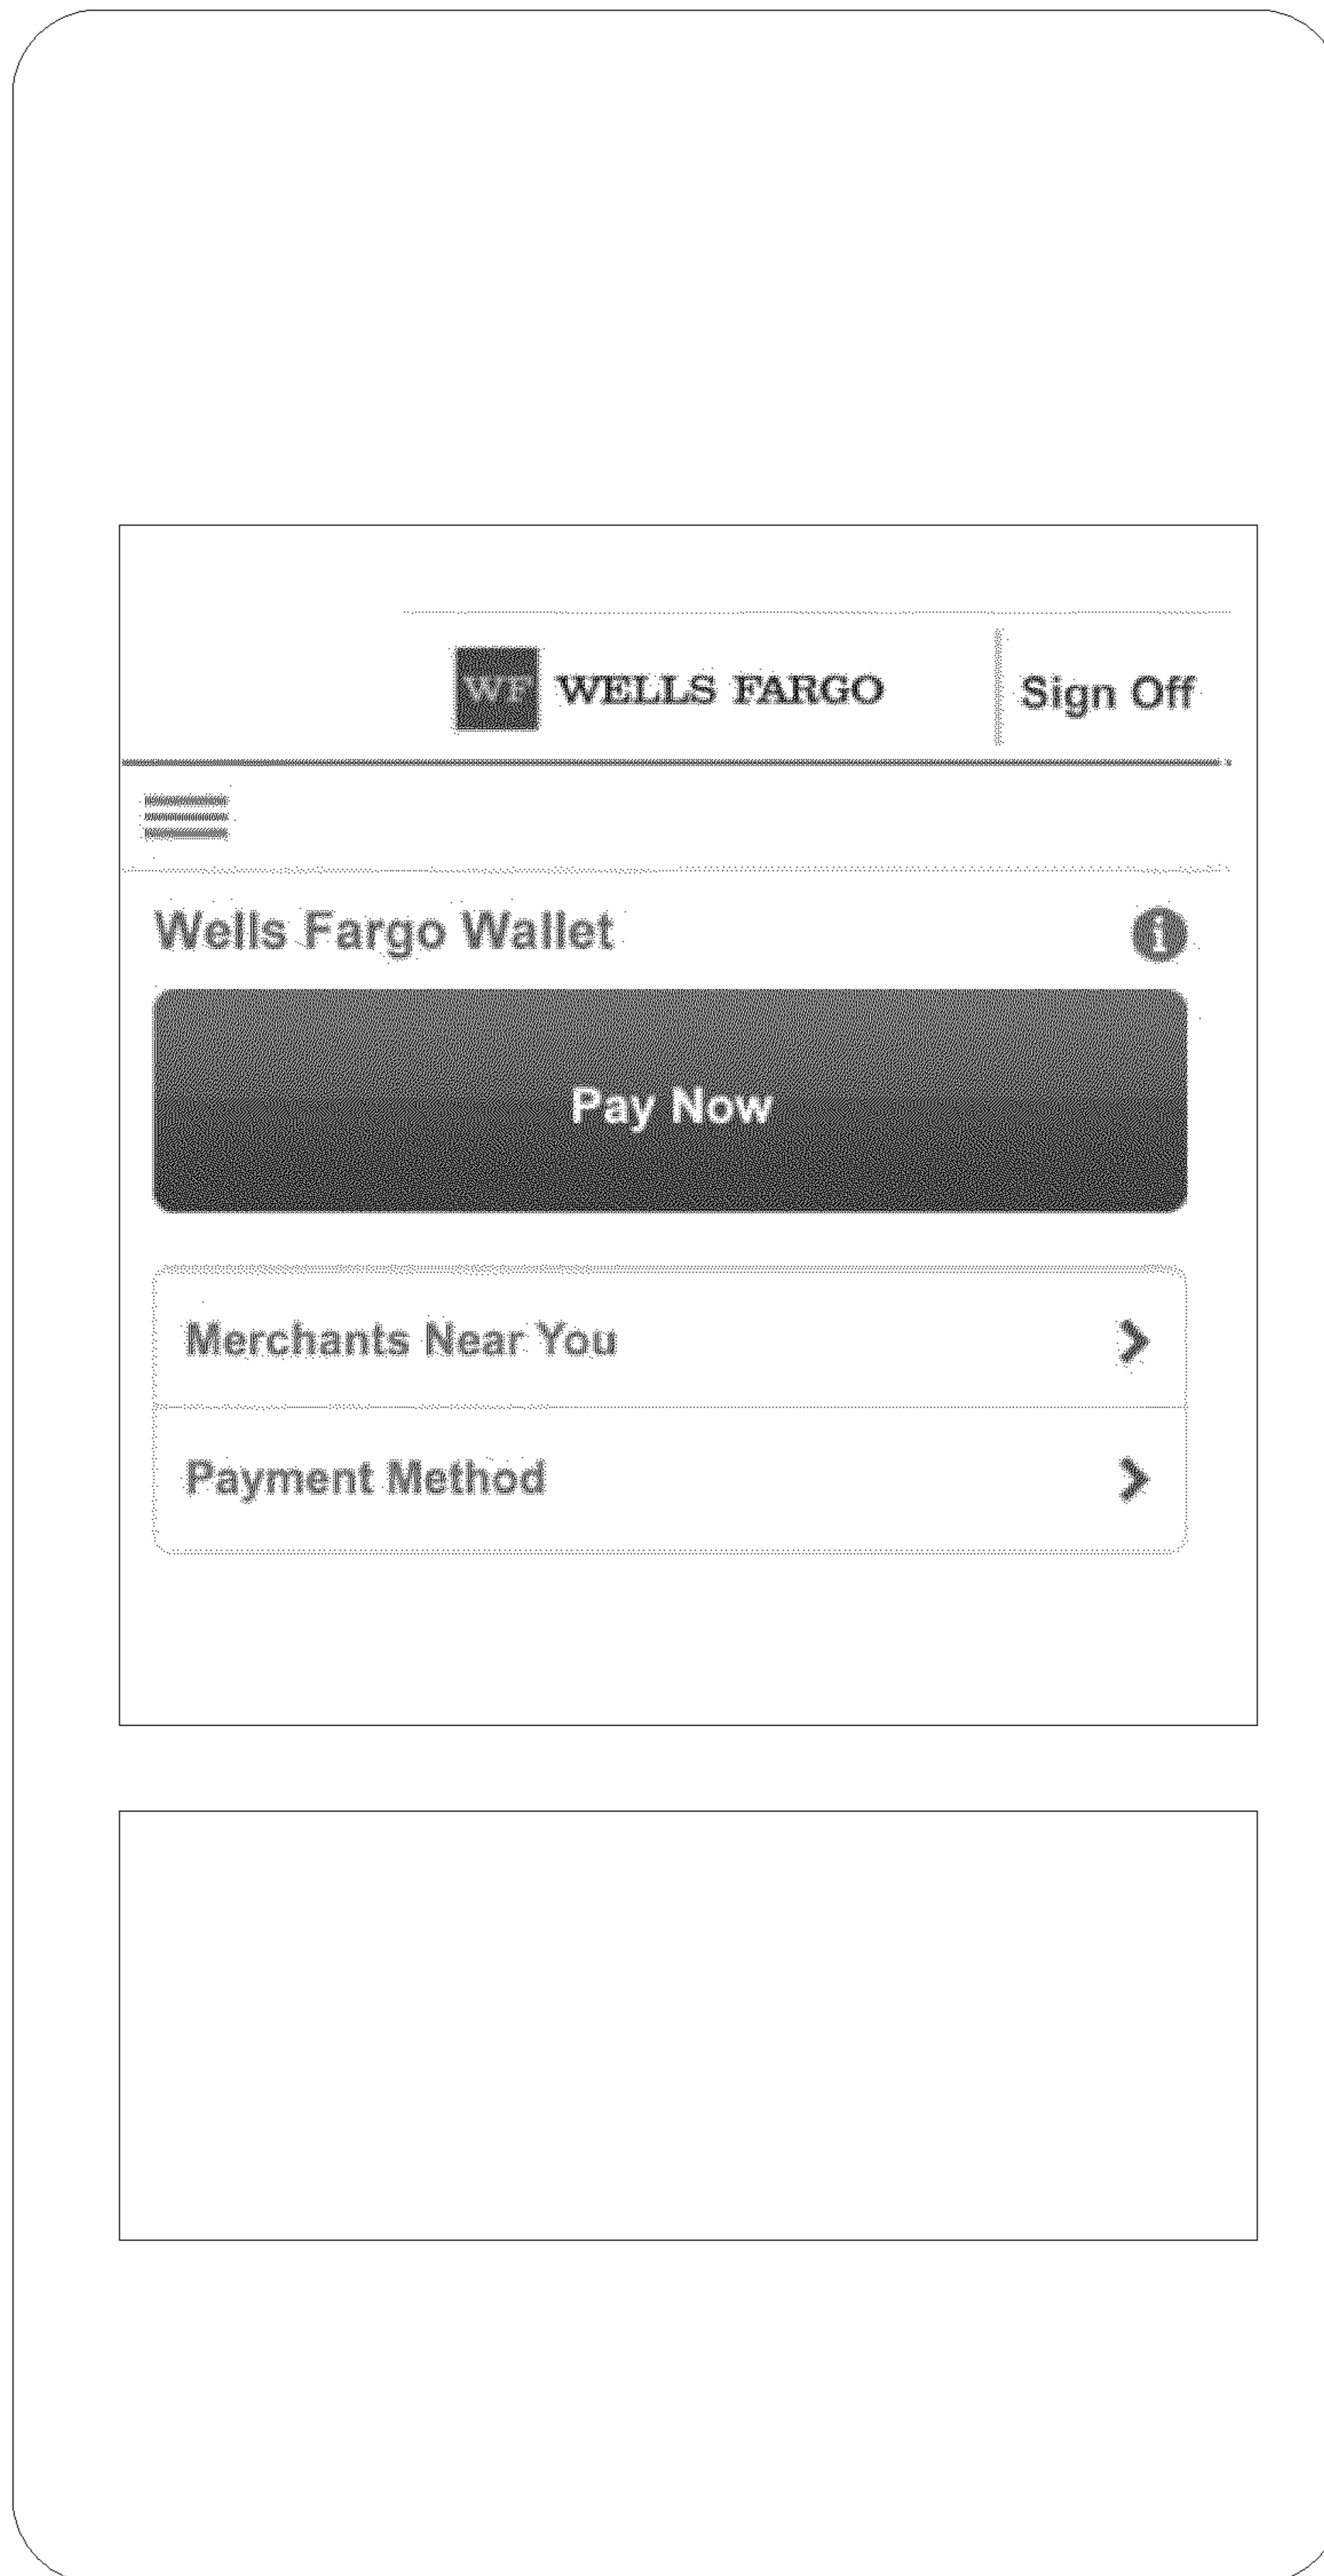 WF WELLS FARGO Sign Off
Wells Fargo Wallet i
Pay Now
Merchants Near You
Payment Method